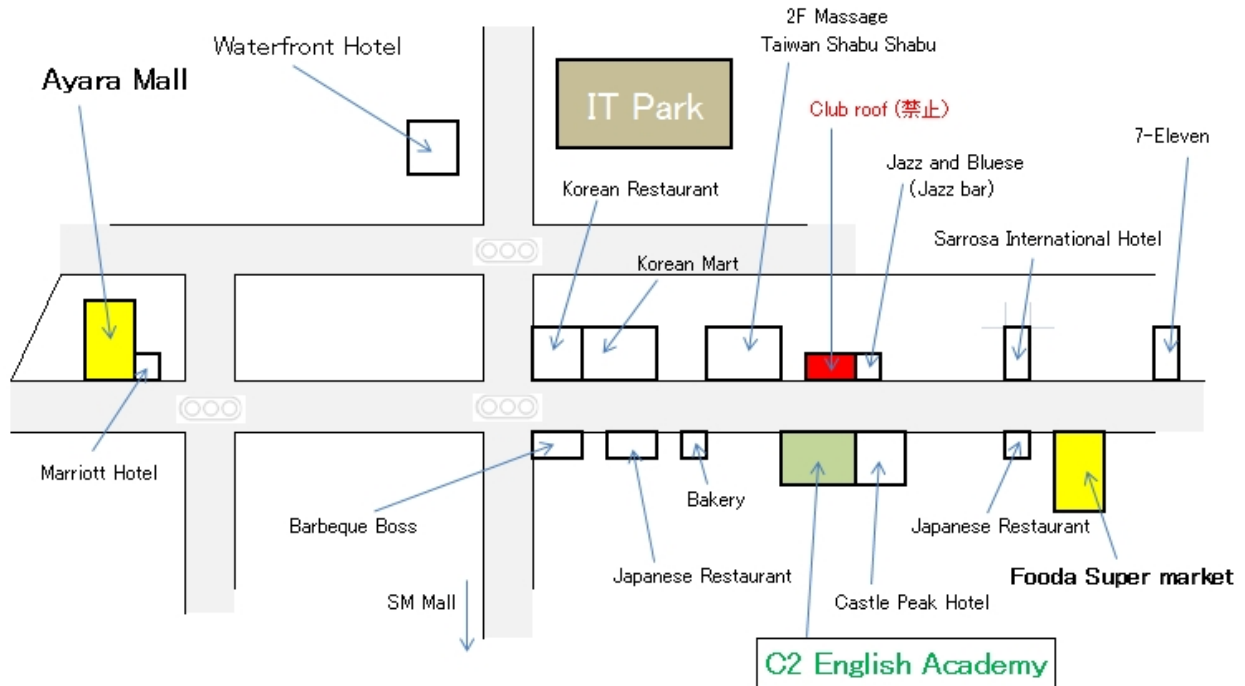 2F Massage
Taiwan Shabu Shabu
Waterfront Hotel
Ayara Mall
IT Park
Club roof (禁止)
7-Eleven
Jazz and Bluese
(Jazz bar)
Korean Restaurant
Sarrosa International Hotel
Korean Mart
Marriott Hotel
Bakery
Barbeque Boss
Japanese Restaurant
Japanese Restaurant
Fooda Super market
SM Mall
Castle Peak Hotel
C2 English Academy